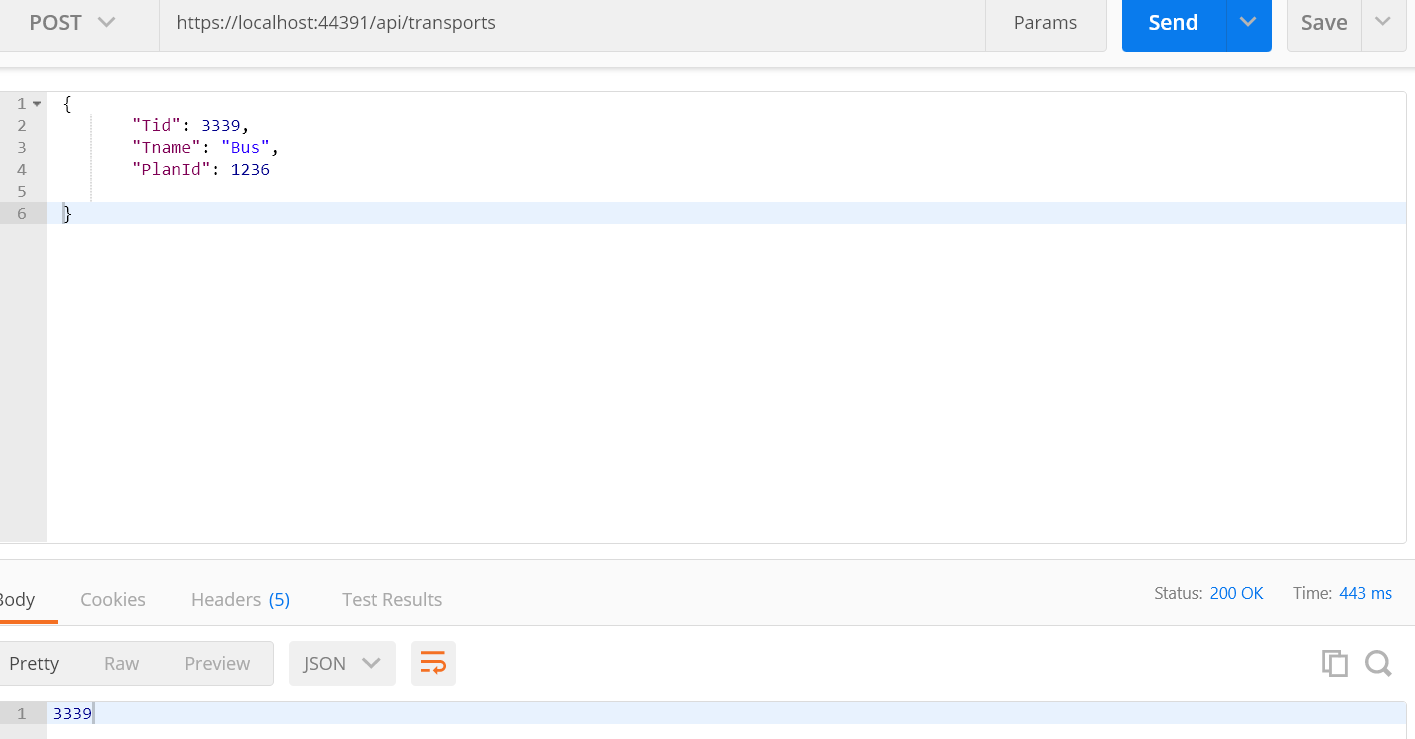 POST https://localhost:44391/api/transports Params Send Save
1 {
2 "Tid": 3339,
3 "Tname": "Bus",
4 "PlanId": 1236
5
6 }
Body Cookies Headers (5) Test Results Status: 200 OK Time: 443 ms
Pretty Raw Preview JSON
1 3339